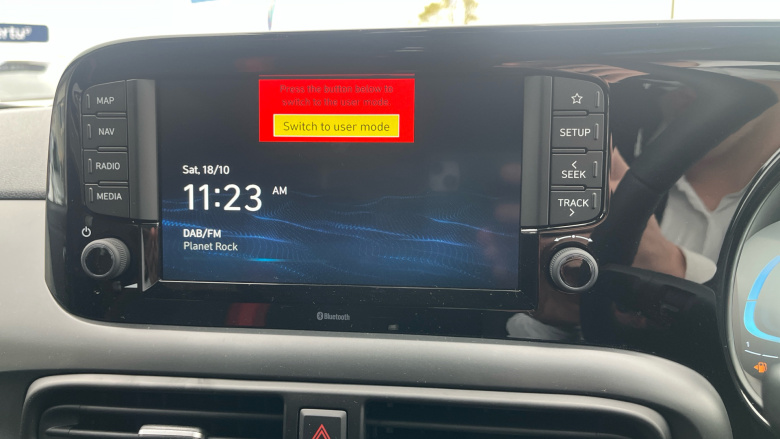 MAP
NAV
RADIO
MEDIA
Press the button below to
switch to the user mode
Switch to user mode
Sat, 18/10
11:23 AM
DAB/FM
Planet Rock
SETUP
SEEK
TRACK
Bluetooth
1